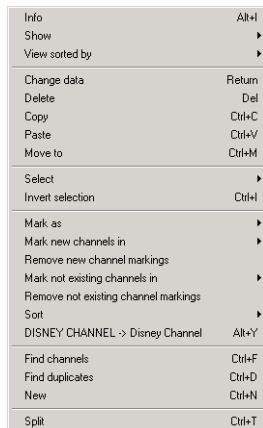 Info Alt+I
Show
View sorted by
Change data Return
Delete Del
Copy Ctrl+C
Paste Ctrl+V
Move to Ctrl+M
Select
Invert selection Ctrl+I
Mark as
Mark new channels in
Remove new channel markings
Mark not existing channels in
Remove not existing channel markings
Sort
DISNEY CHANNEL -> Disney Channel Alt+Y
Find channels Ctrl+F
Find duplicates Ctrl+D
New Ctrl+N
Split Ctrl+T